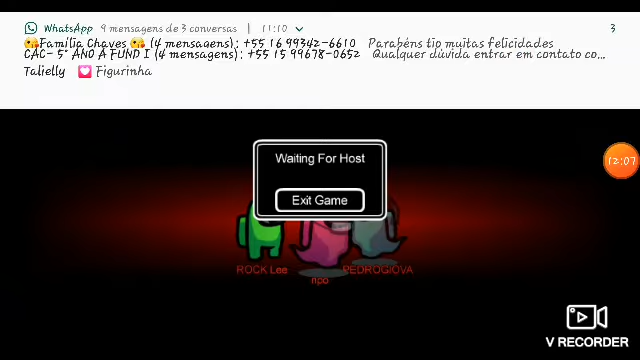 WhatsApp 9 mensagens de 3 conversas | 11:10 3
😘Família Chaves 😘 (4 mensagens): +55 16 99342-6610 Parabéns tio muitas felicidades
CAC- 5° ANO A FUND I (4 mensagens): +55 15 99678-0652 Qualquer dúvida entrar em contato co...
Talielly 💟 Figurinha
Waiting For Host
12:07
Exit Game
ROCK Lee
про
PEDROGIOVA
V RECORDER